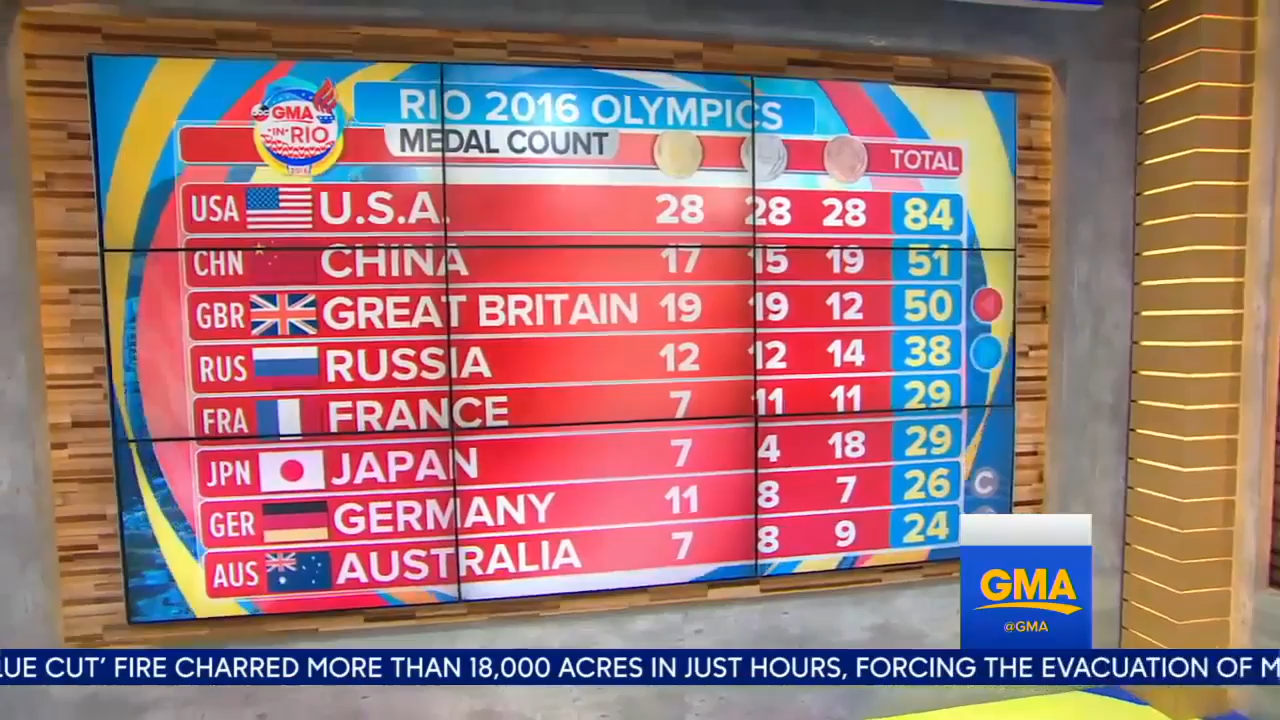 abc GMA
IN
RIO
2016
RIO 2016 OLYMPICS
MEDAL COUNT
TOTAL
USA U.S.A. 28 28 28 84
CHN CHINA 17 15 19 51
GBR GREAT BRITAIN 19 19 12 50
RUS RUSSIA 12 12 14 38
FRA FRANCE 7 11 11 29
JPN JAPAN 7 4 18 29
GER GERMANY 11 8 7 26
AUS AUSTRALIA 7 8 9 24
C
GMA
@GMA
LUE CUT’ FIRE CHARRED MORE THAN 18,000 ACRES IN JUST HOURS, FORCING THE EVACUATION OF M